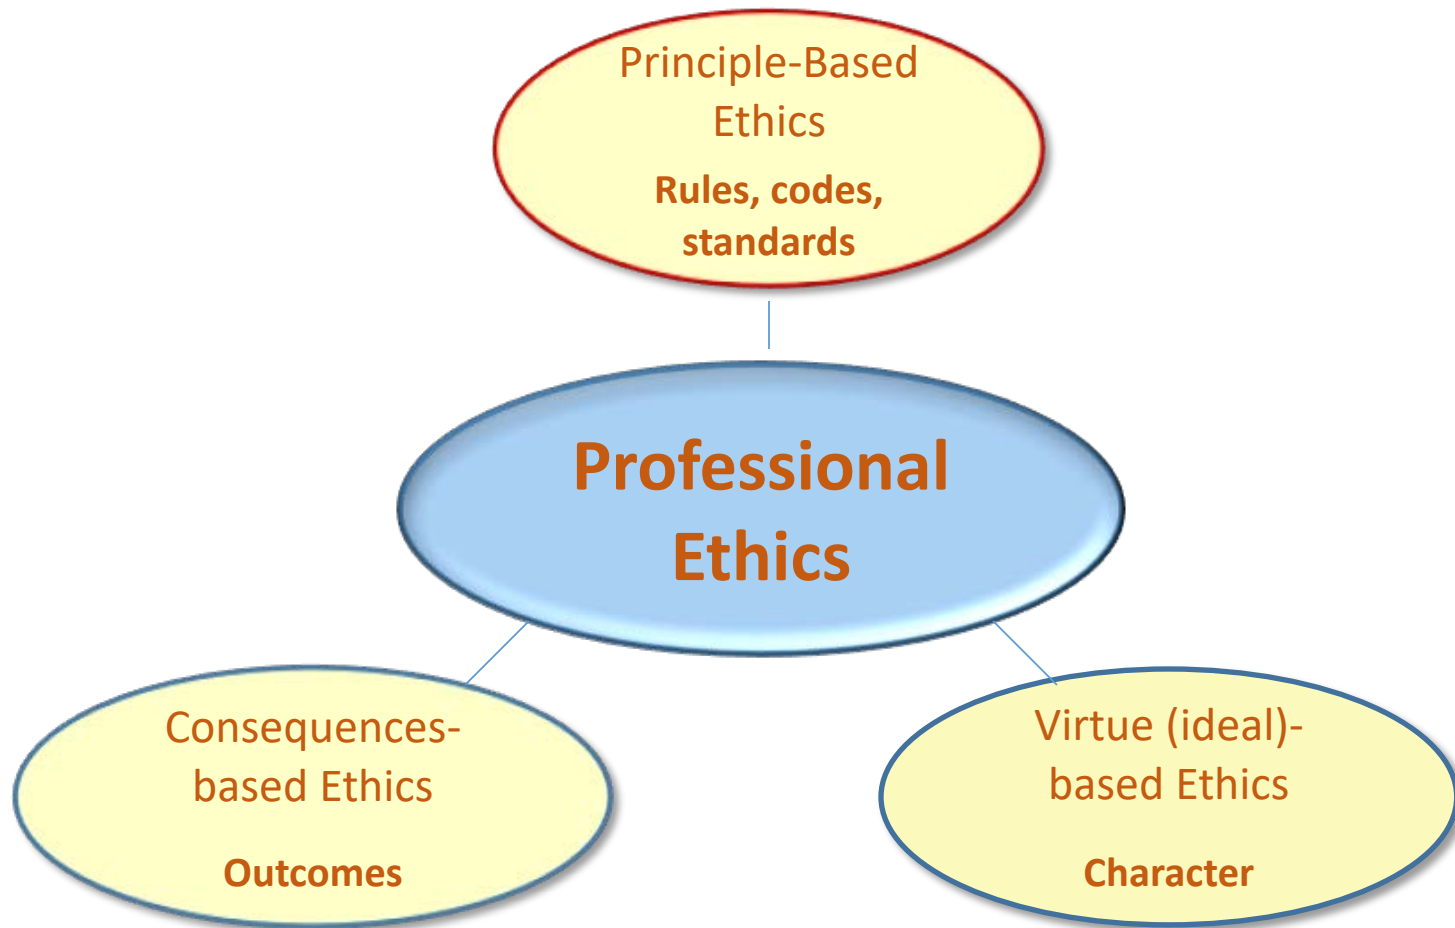 Principle-Based
Ethics
Rules, codes,
standards
Professional
Ethics
Consequences-
based Ethics
Outcomes
Virtue (ideal)-
based Ethics
Character